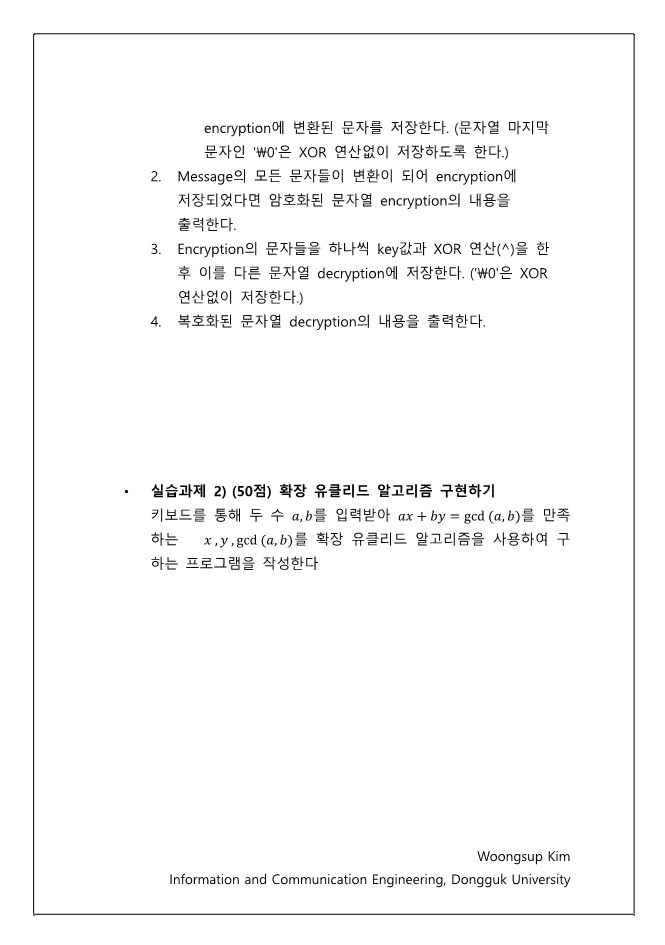 encryption에 변환된 문자를 저장한다. (문자열 마지막
문자인 '₩0'은 XOR 연산없이 저장하도록 한다.)
2. Message의 모든 문자들이 변환이 되어 encryption에
저장되었다면 암호화된 문자열 encryption의 내용을
출력한다.
3. Encryption의 문자들을 하나씩 key값과 XOR 연산(^)을 한
후 이를 다른 문자열 decryption에 저장한다. ('₩0'은 XOR
연산없이 저장한다.)
4. 복호화된 문자열 decryption의 내용을 출력한다.
• 실습과제 2) (50점) 확장 유클리드 알고리즘 구현하기
키보드를 통해 두 수 a, b를 입력받아 ax + by = gcd (a, b)를 만족
하는 x , y , gcd (a, b)를 확장 유클리드 알고리즘을 사용하여 구
하는 프로그램을 작성한다
Woongsup Kim
Information and Communication Engineering, Dongguk University